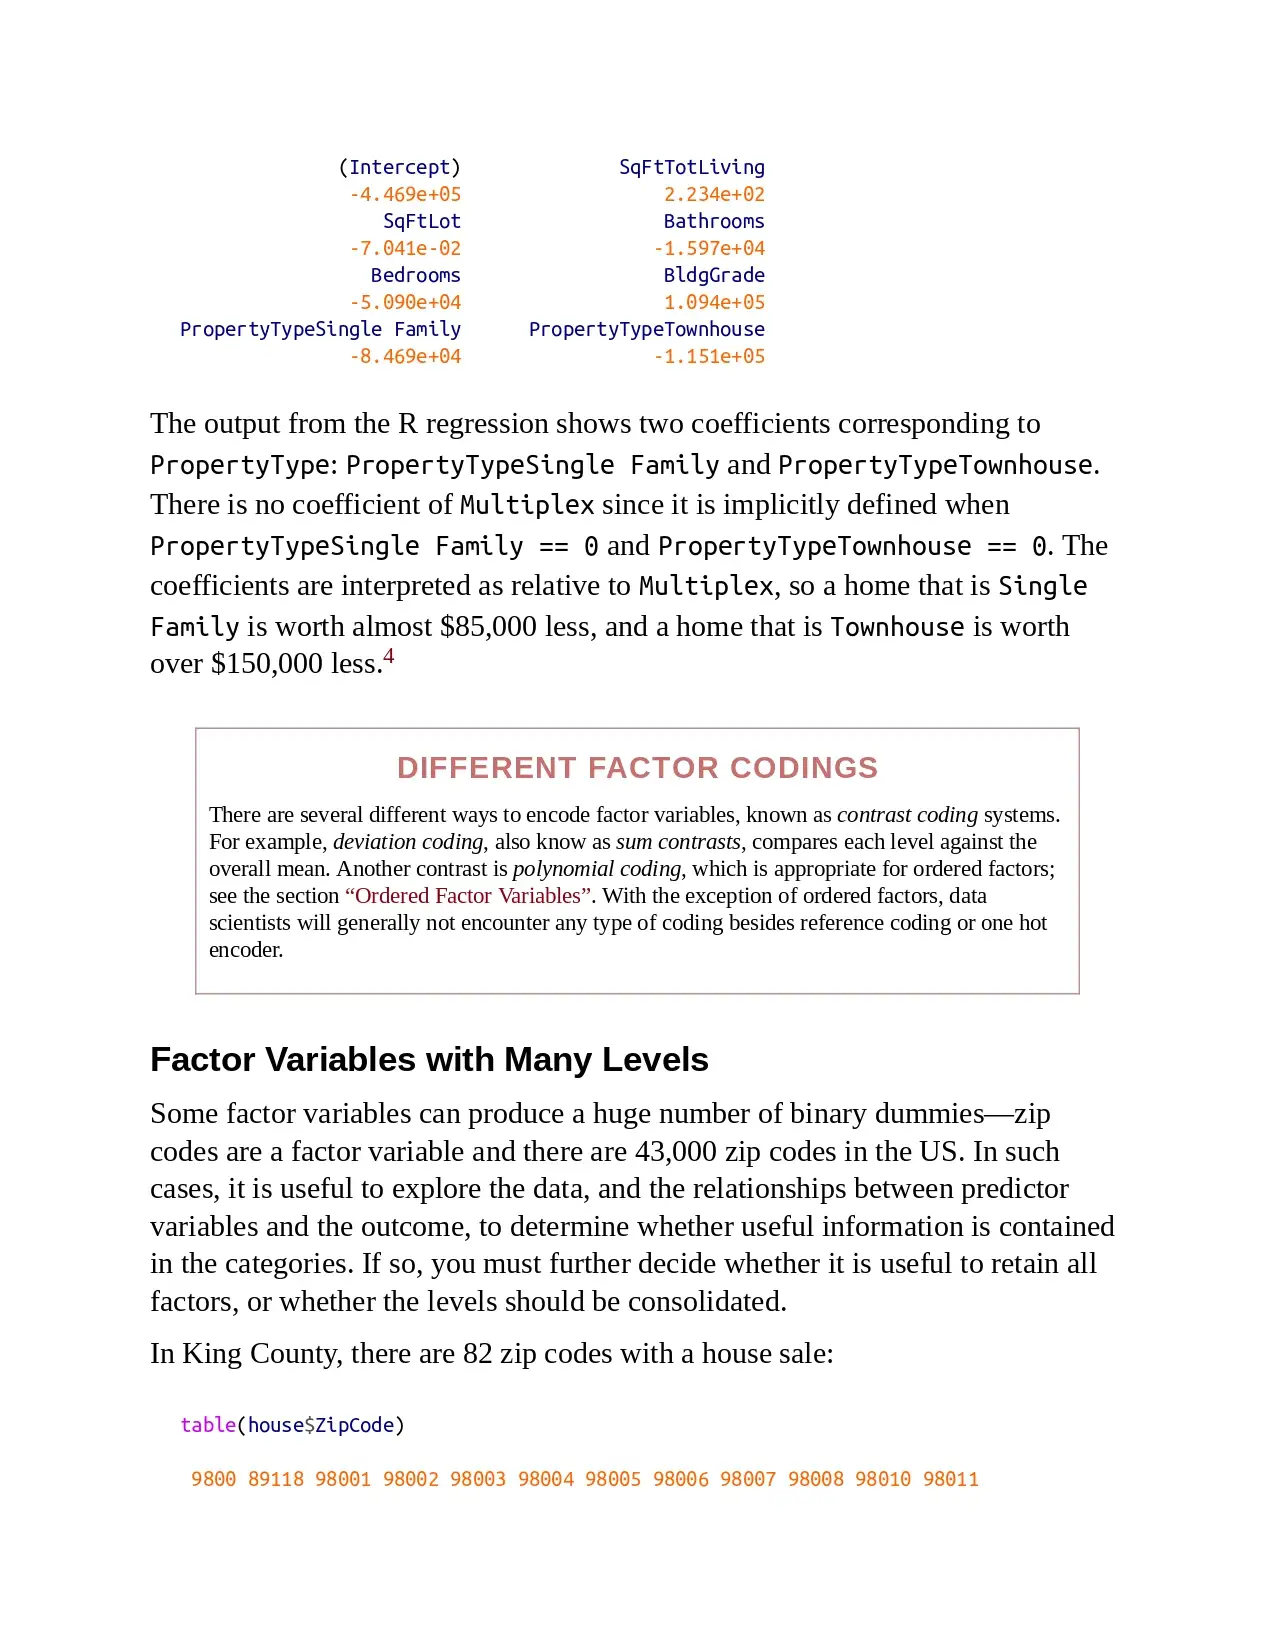 (Intercept) SqFtTotLiving
-4.469e+05 2.234e+02
SqFtLot Bathrooms
-7.041e-02 -1.597e+04
Bedrooms BldgGrade
-5.090e+04 1.094e+05
PropertyTypeSingle Family PropertyTypeTownhouse
-8.469e+04 -1.151e+05
The output from the R regression shows two coefficients corresponding to
PropertyType: PropertyTypeSingle Family and PropertyTypeTownhouse.
There is no coefficient of Multiplex since it is implicitly defined when
PropertyTypeSingle Family == 0 and PropertyTypeTownhouse == 0. The
coefficients are interpreted as relative to Multiplex, so a home that is Single
Family is worth almost $85,000 less, and a home that is Townhouse is worth
over $150,000 less.4
DIFFERENT FACTOR CODINGS
There are several different ways to encode factor variables, known as contrast coding systems.
For example, deviation coding, also know as sum contrasts, compares each level against the
overall mean. Another contrast is polynomial coding, which is appropriate for ordered factors;
see the section “Ordered Factor Variables”. With the exception of ordered factors, data
scientists will generally not encounter any type of coding besides reference coding or one hot
encoder.
Factor Variables with Many Levels
Some factor variables can produce a huge number of binary dummies—zip
codes are a factor variable and there are 43,000 zip codes in the US. In such
cases, it is useful to explore the data, and the relationships between predictor
variables and the outcome, to determine whether useful information is contained
in the categories. If so, you must further decide whether it is useful to retain all
factors, or whether the levels should be consolidated.
In King County, there are 82 zip codes with a house sale:
table(house$ZipCode)
9800 89118 98001 98002 98003 98004 98005 98006 98007 98008 98010 98011